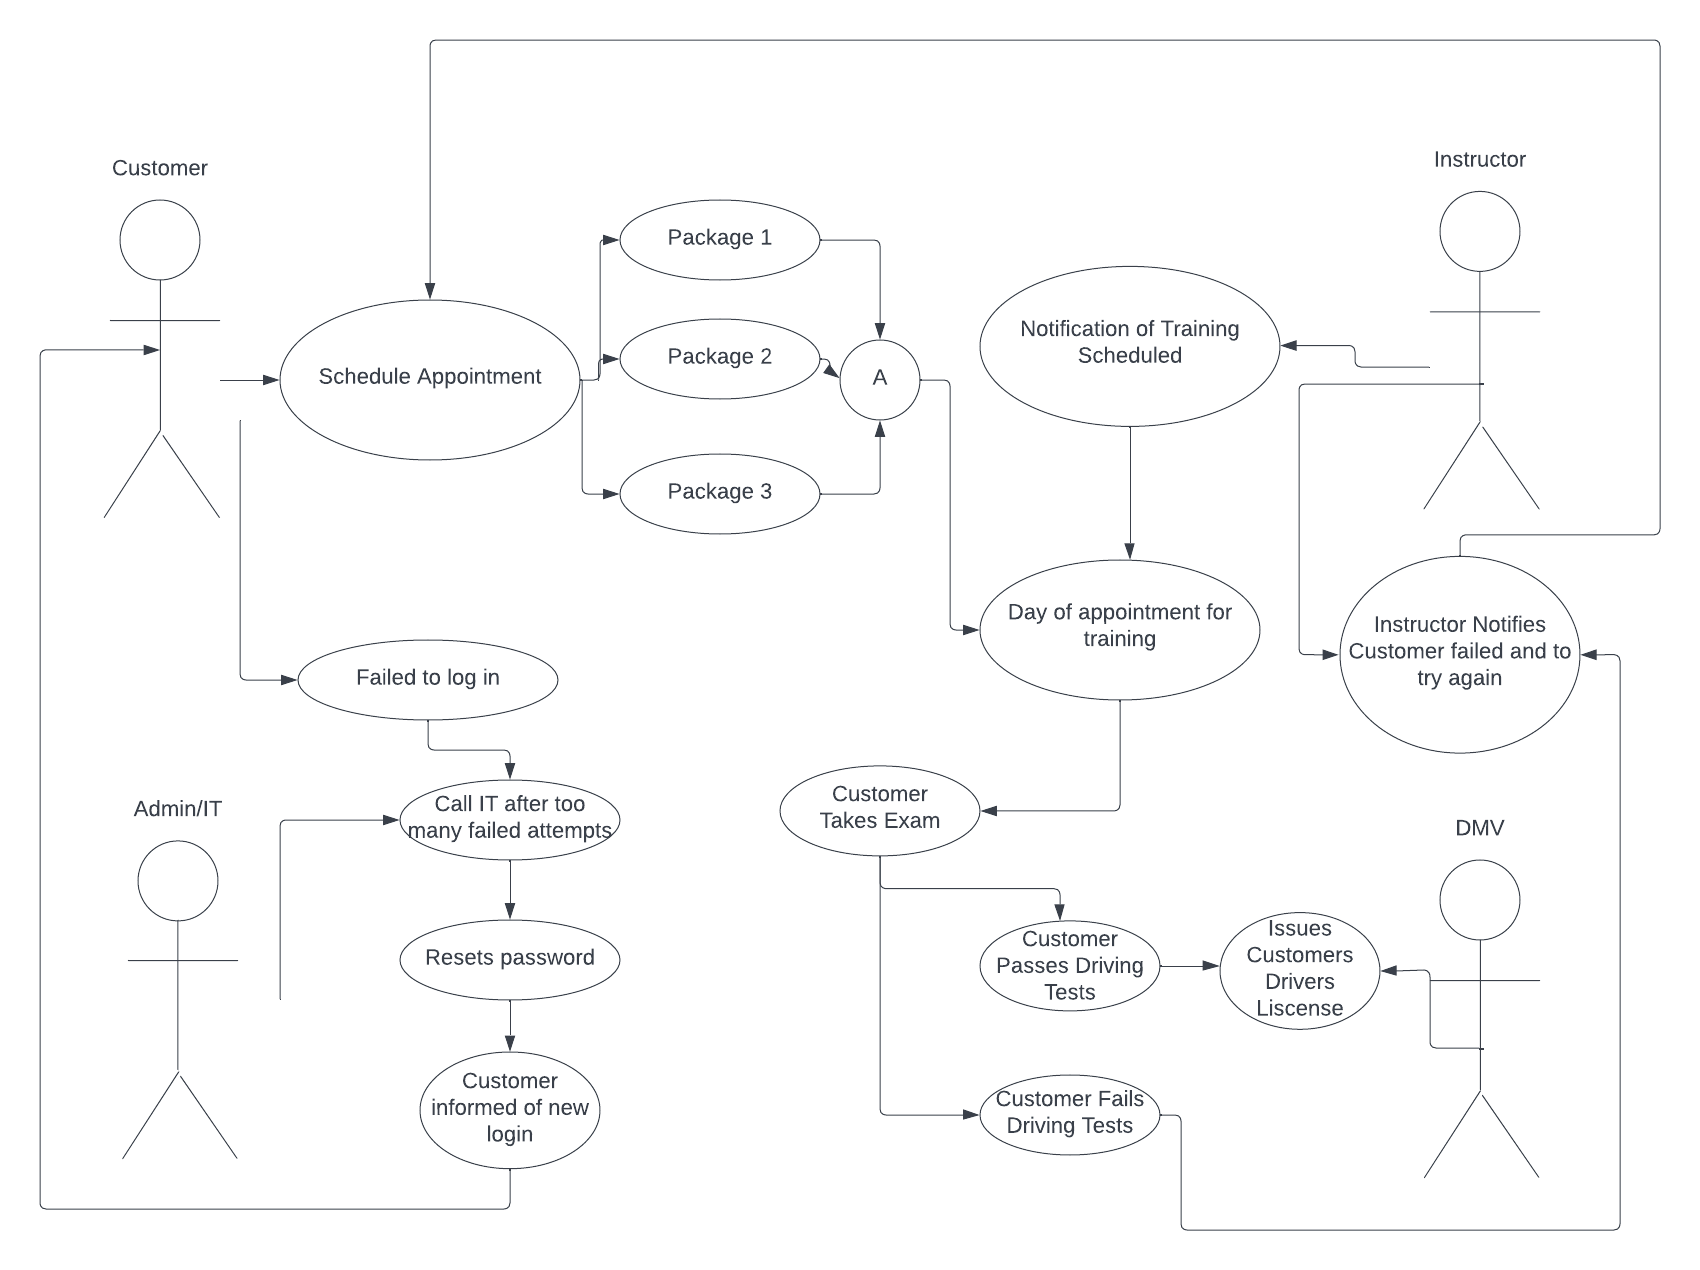 Customer
Instructor
Package 1
Notification of Training
Scheduled
Package 2
Schedule Appointment
A
Package 3
Day of appointment for
training
Instructor Notifies
Customer failed and to
try again
Failed to log in
Admin/IT
Call IT after too
many failed attempts
Customer
Takes Exam
DMV
Resets password
Customer
Passes Driving
Tests
Issues
Customers
Drivers
Liscense
Customer
informed of new
login
Customer Fails
Driving Tests